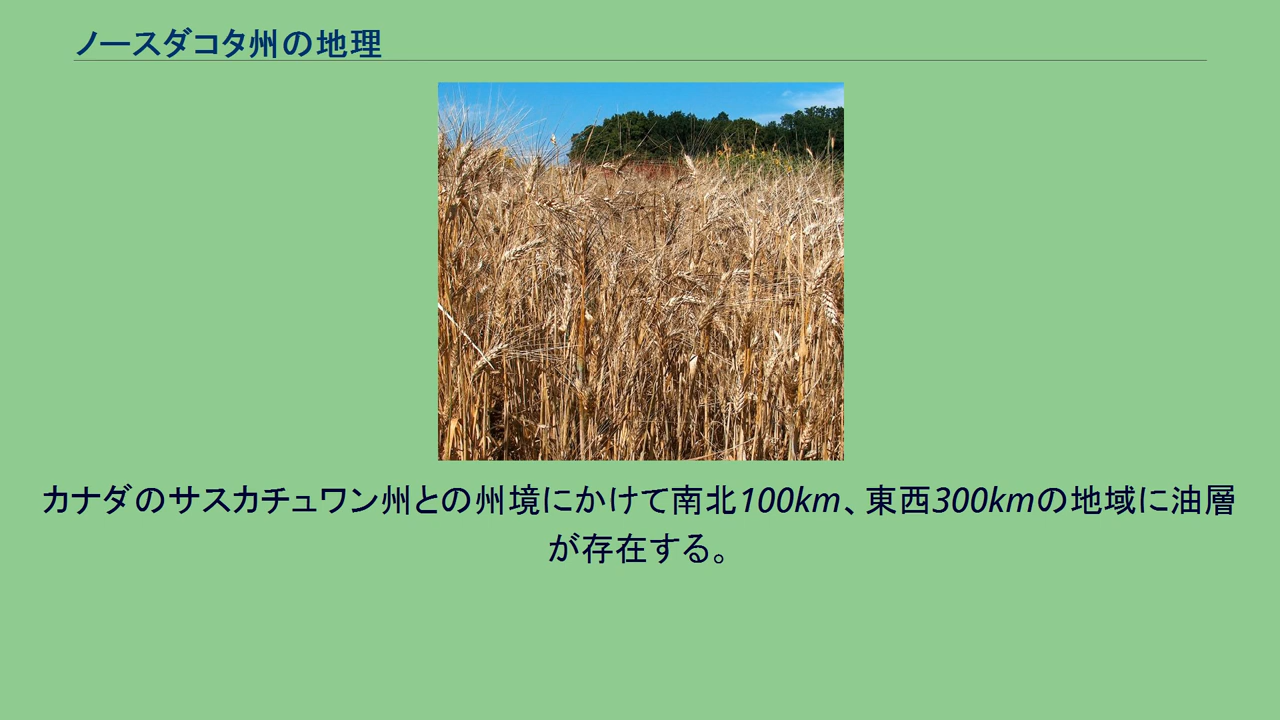 ノースダコタ州の地理
カナダのサスカチュワン州との州境にかけて南北100km、東西300kmの地域に油層
が存在する。